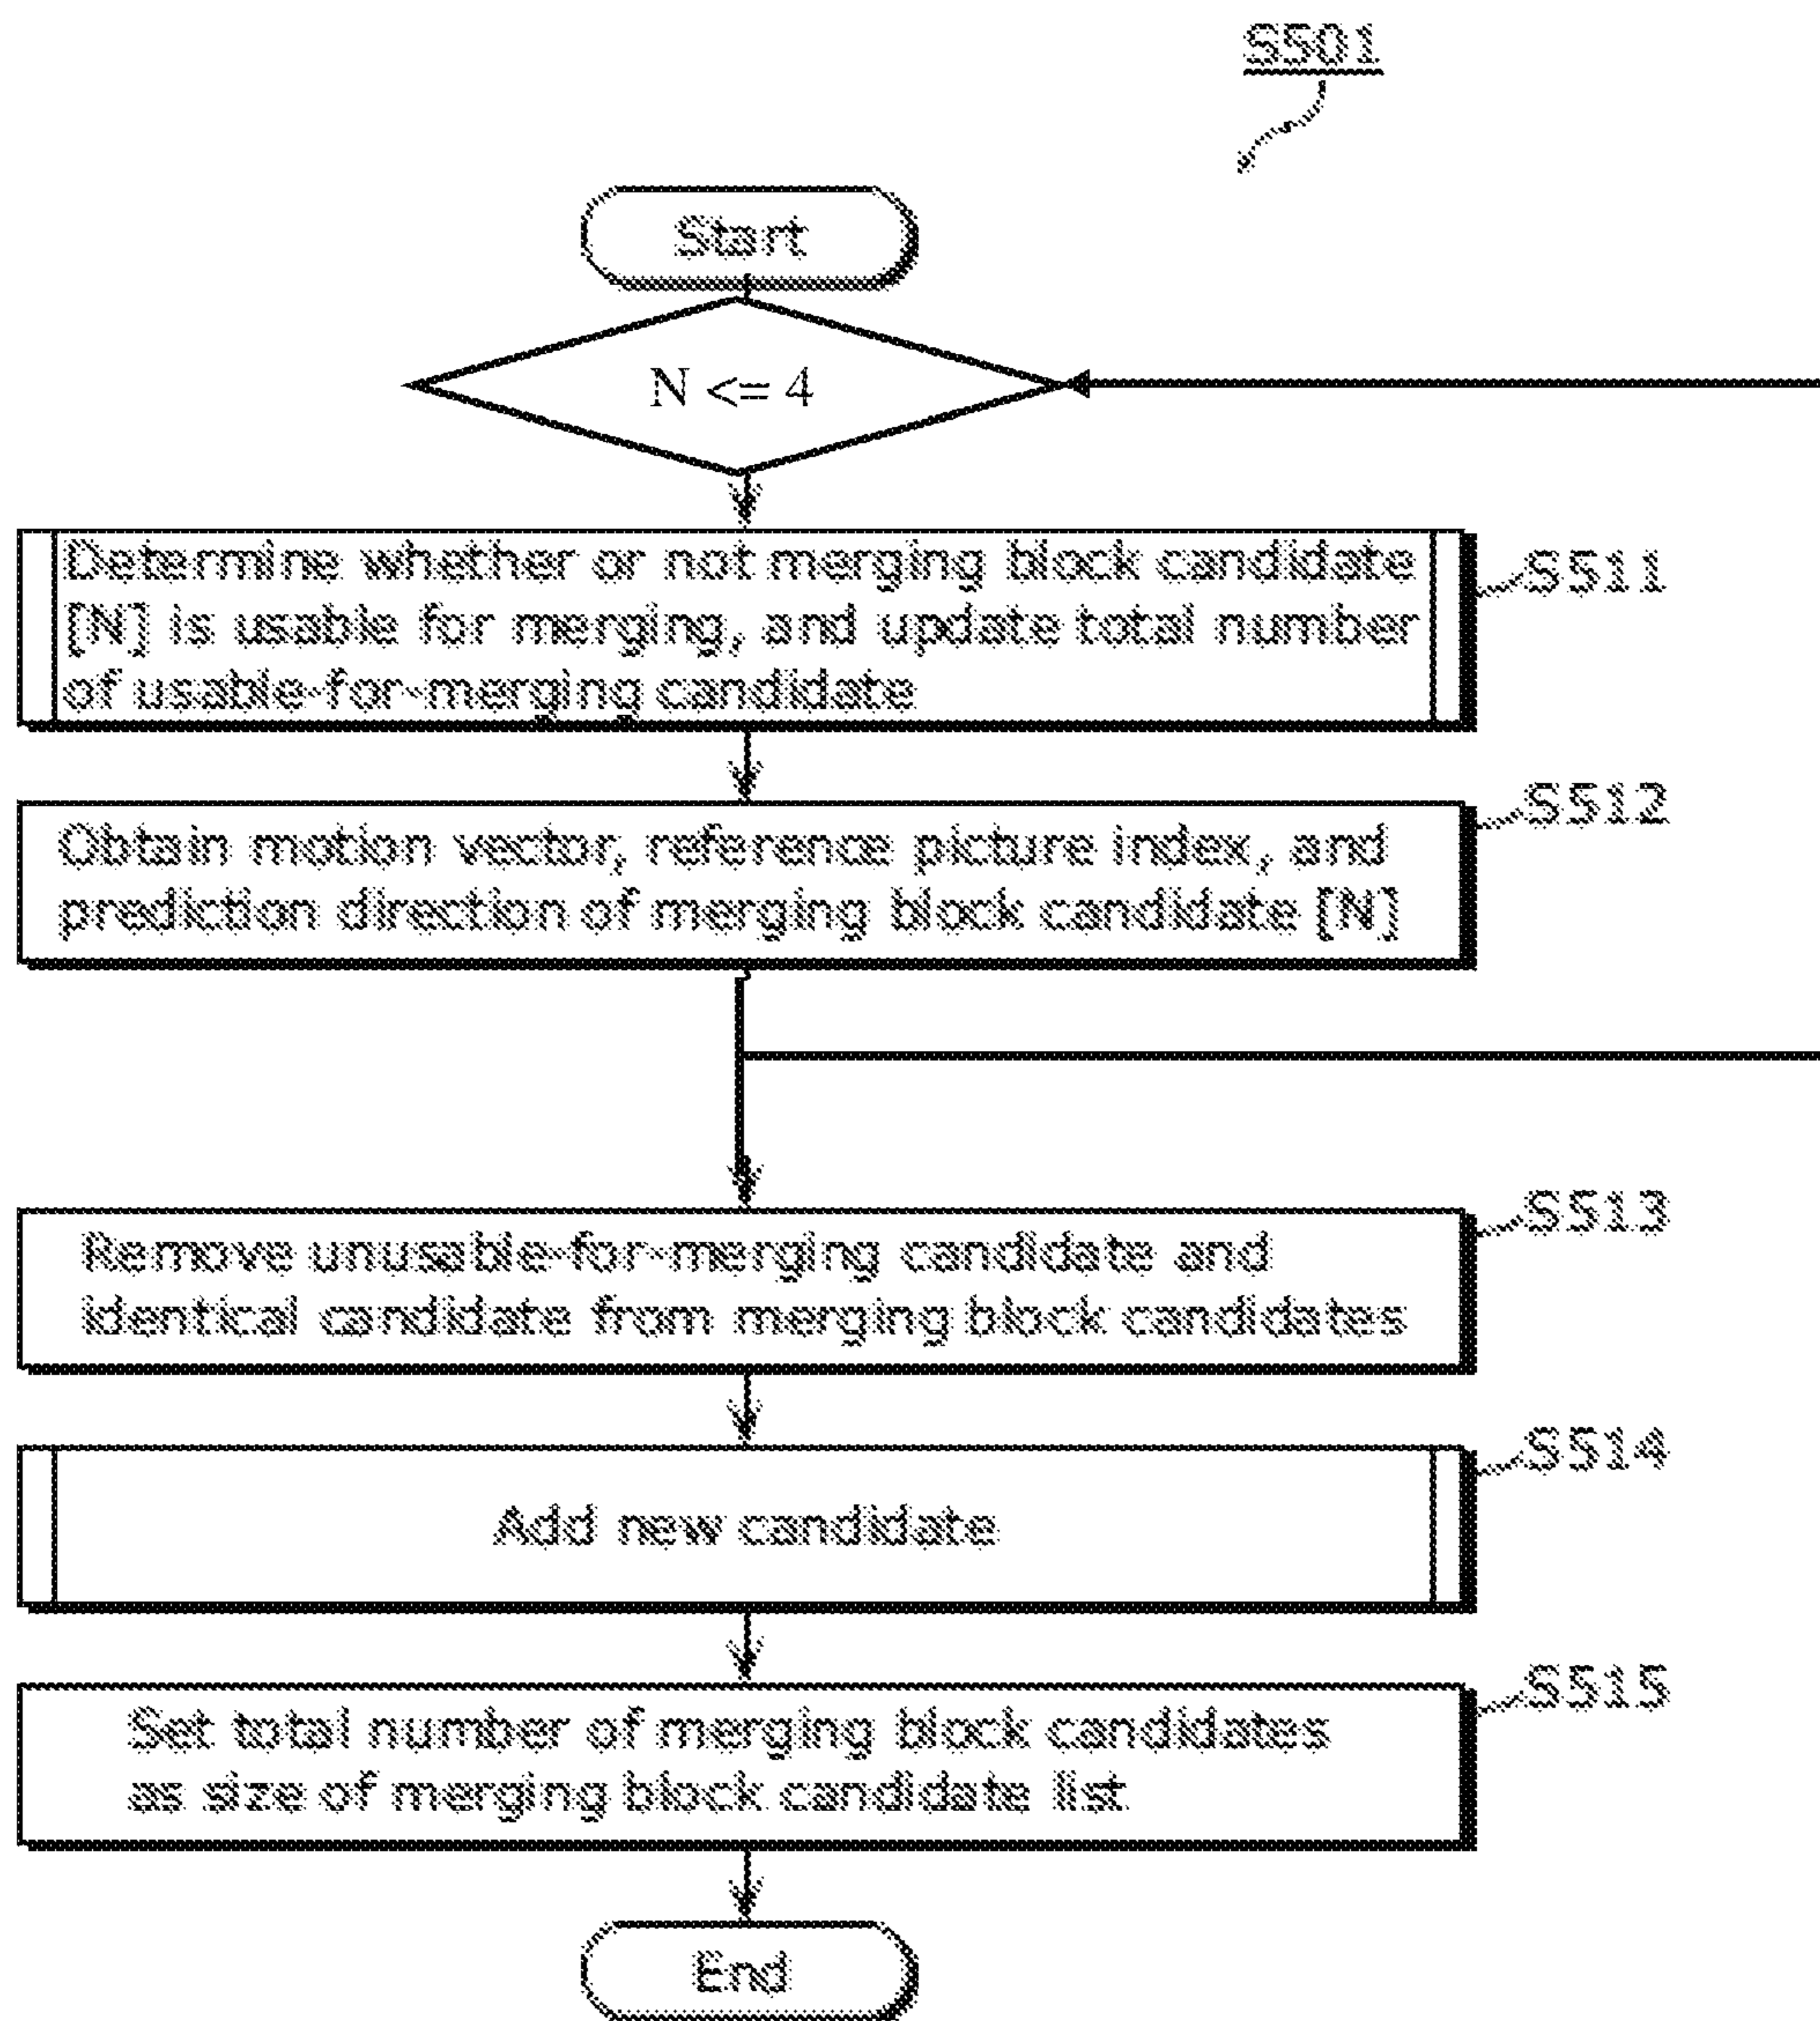 S501
Start
N <= 4
Determine whether or not merging block candidate
[N] is usable for merging, and update total number
of usable-for-merging candidate
S511
Obtain motion vector, reference picture index, and
prediction direction of merging block candidate [N]
S512
Remove unusable-for-merging candidate and
identical candidate from merging block candidates
S513
Add new candidate
S514
Set total number of merging block candidates
as size of merging block candidate list
S515
End